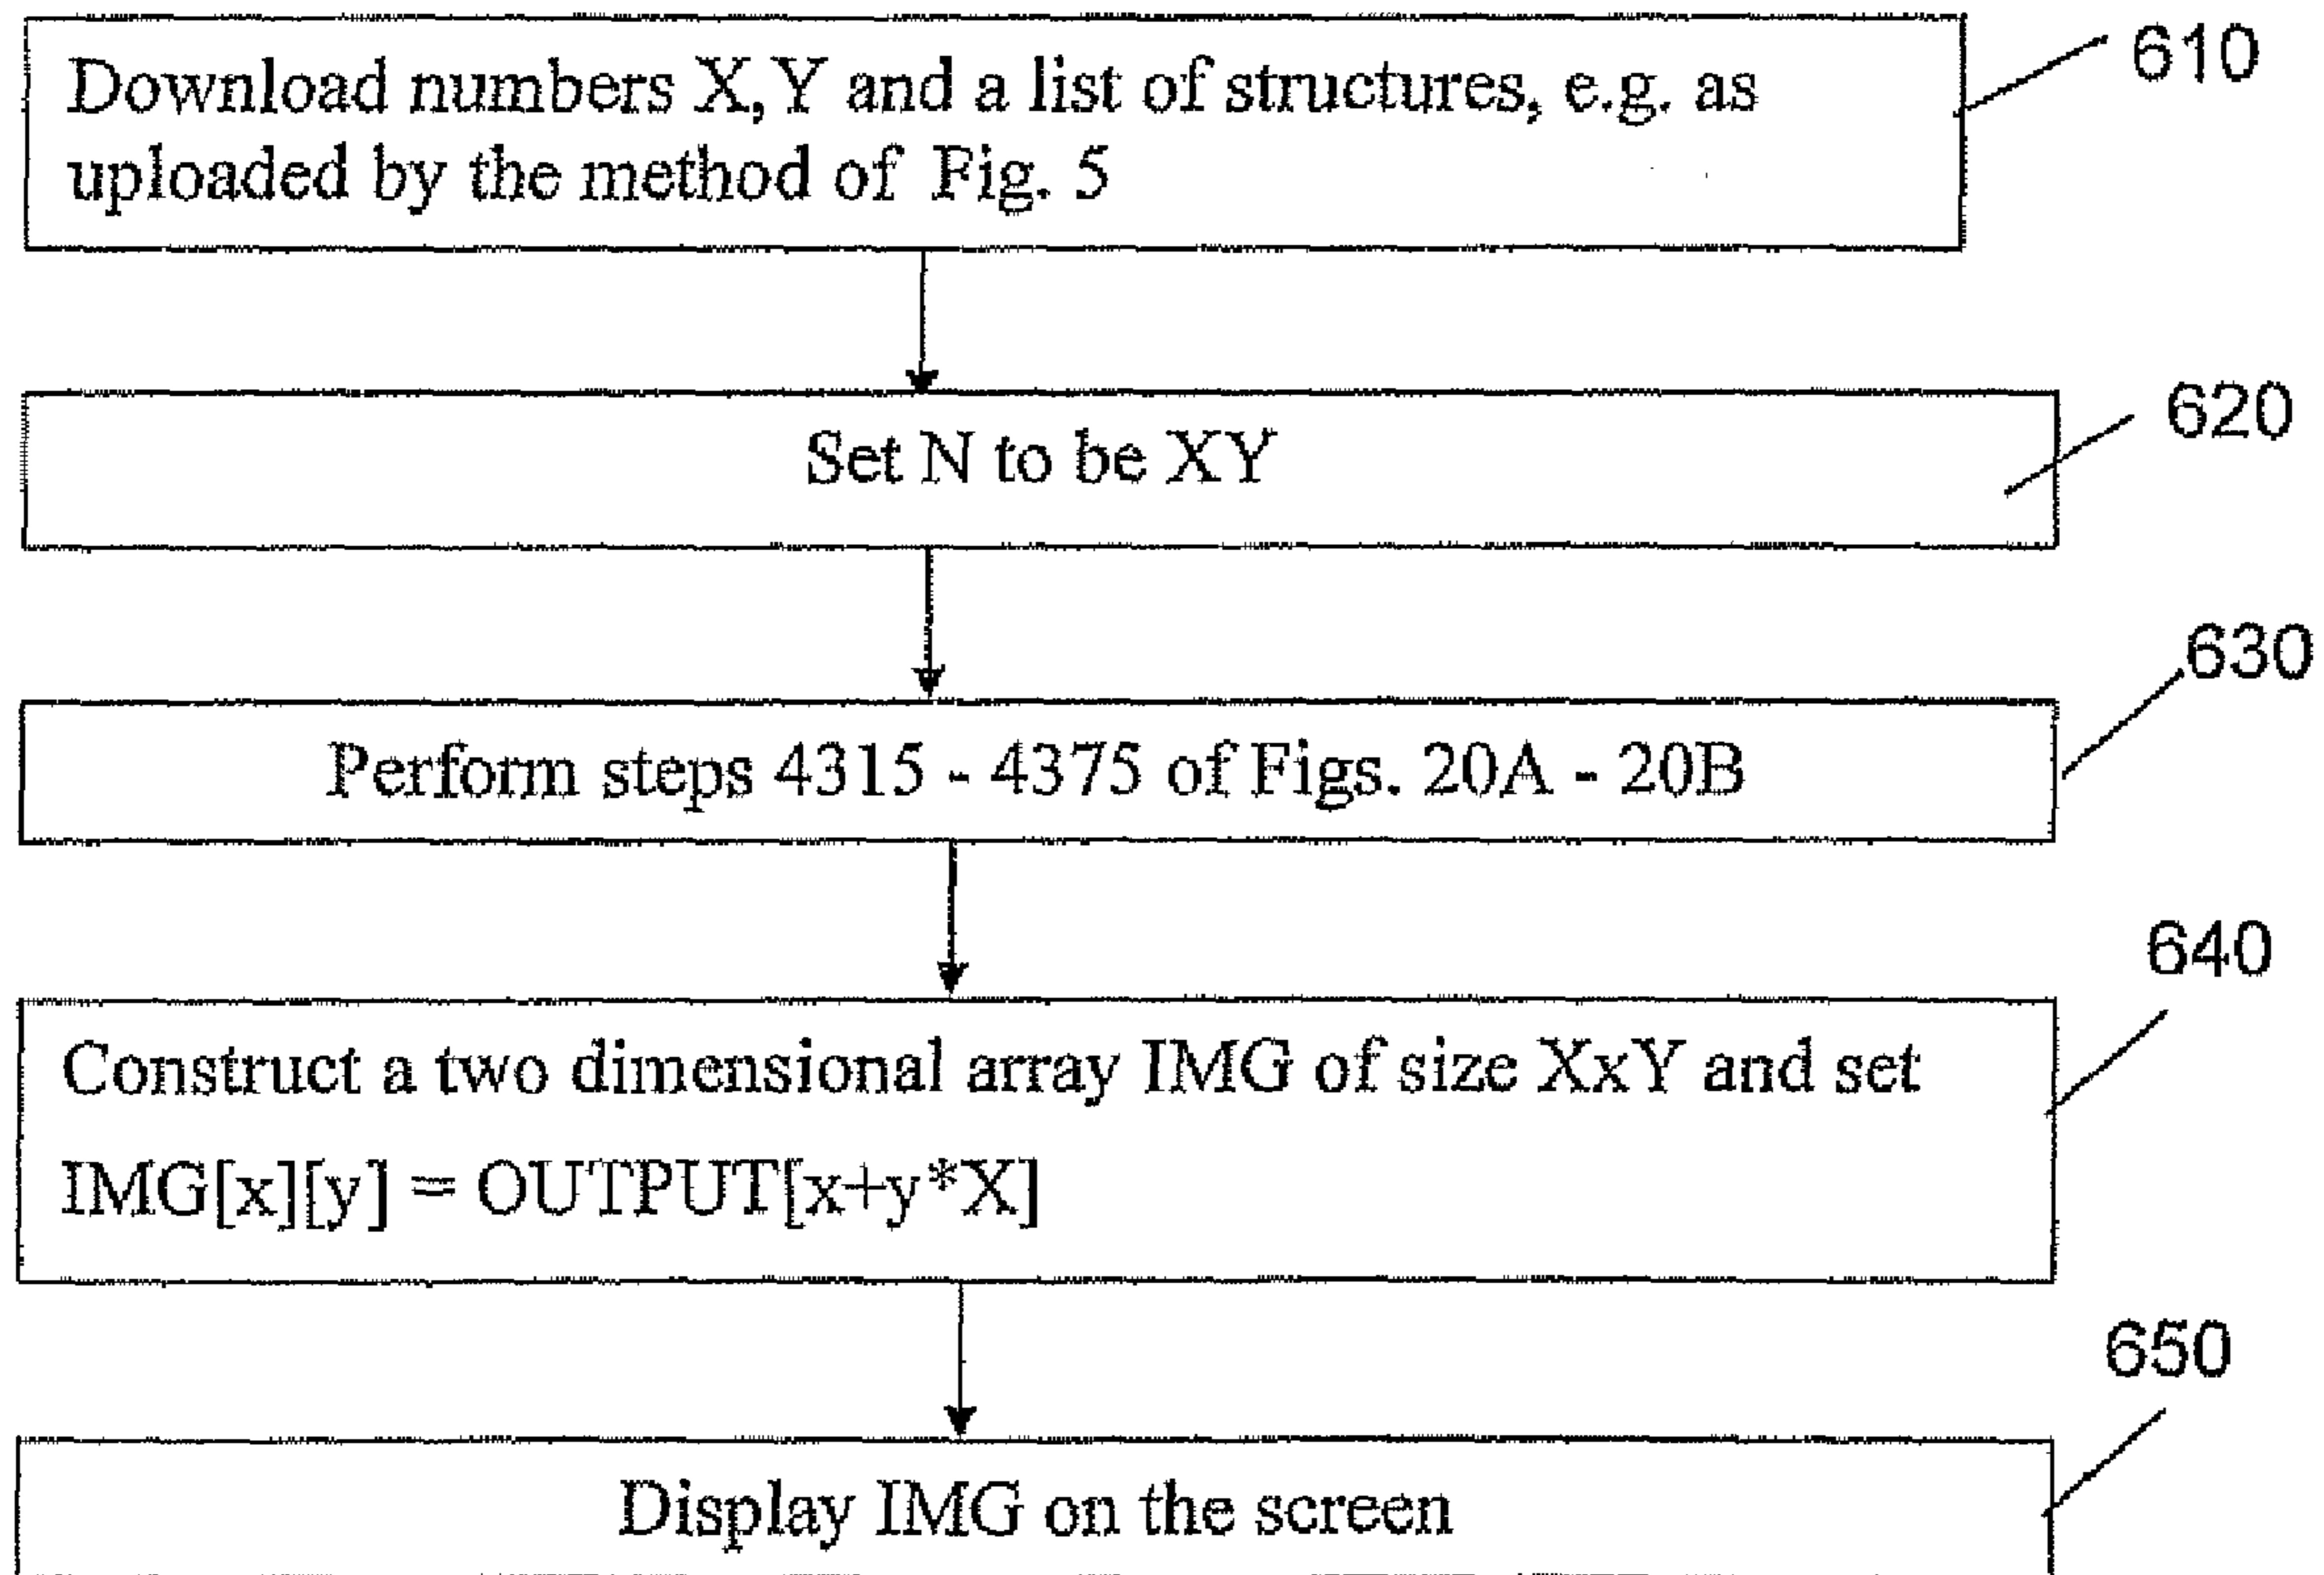 Download numbers X,Y and a list of structures, e.g. as
uploaded by the method of Fig. 5
610
Set N to be XY
620
Perform steps 4315 - 4375 of Figs. 20A - 20B
630
Construct a two dimensional array IMG of size XxY and set
IMG[x][y] = OUTPUT[x+y*X]
640
Display IMG on the screen
650